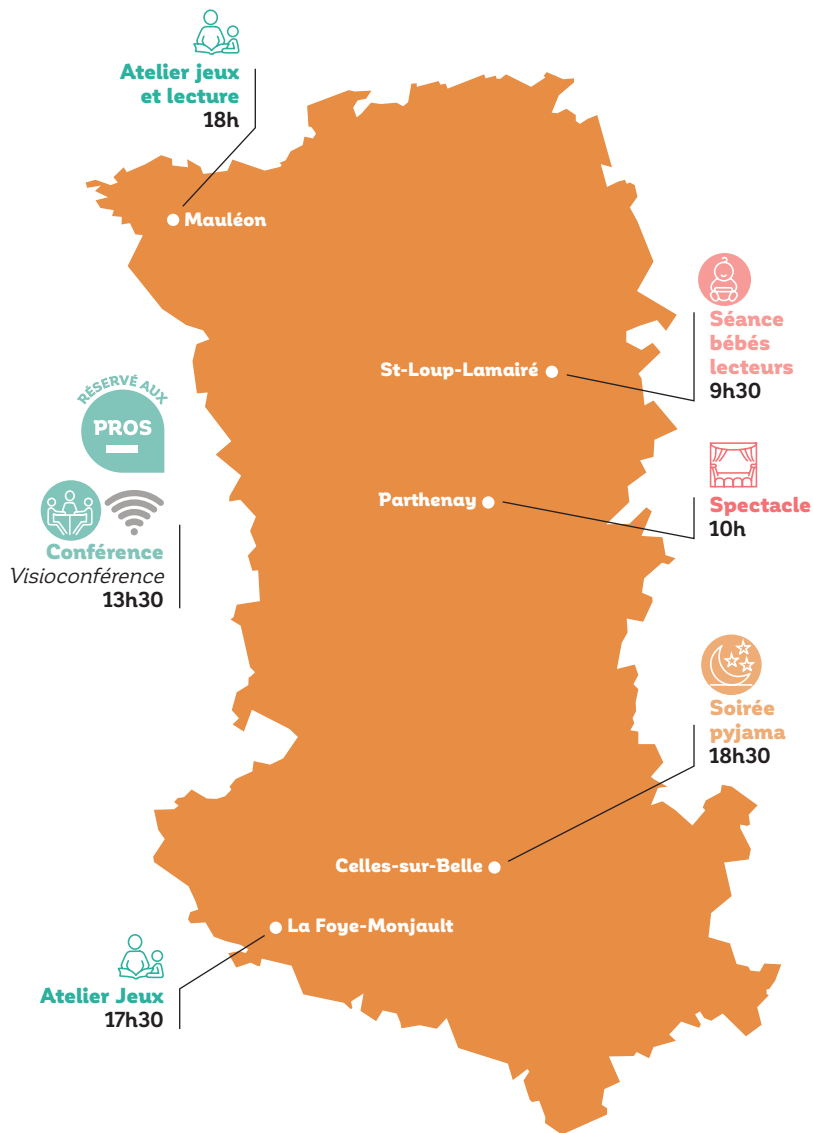 Atelier jeux
et lecture
18h
Mauléon
Séance
bébés
lecteurs
9h30
St-Loup-Lamairé
RÉSERVÉ AUX
PROS
Parthenay
Spectacle
10h
Conférence
Visioconférence
13h30
Soirée
pyjama
18h30
Celles-sur-Belle
La Foye-Monjault
Atelier Jeux
17h30